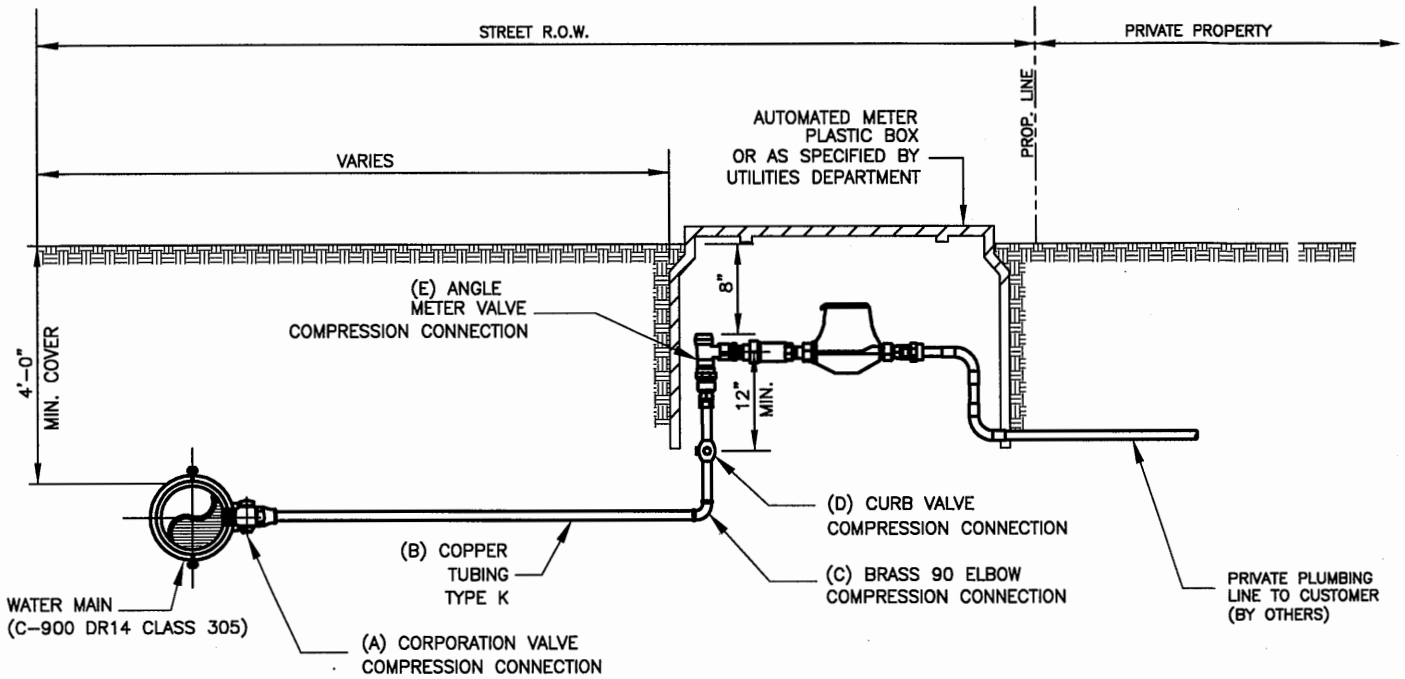 STREET R.O.W.
PRIVATE PROPERTY
PROP. LINE
AUTOMATED METER
PLASTIC BOX
OR AS SPECIFIED BY
UTILITIES DEPARTMENT
VARIES
(E) ANGLE
METER VALVE
COMPRESSION CONNECTION
8"
4'-0"
MIN. COVER
12"
MIN.
(D) CURB VALVE
COMPRESSION CONNECTION
(B) COPPER
TUBING
TYPE K
(C) BRASS 90 ELBOW
COMPRESSION CONNECTION
PRIVATE PLUMBING
LINE TO CUSTOMER
(BY OTHERS)
WATER MAIN
(C-900 DR14 CLASS 305)
(A) CORPORATION VALVE
COMPRESSION CONNECTION